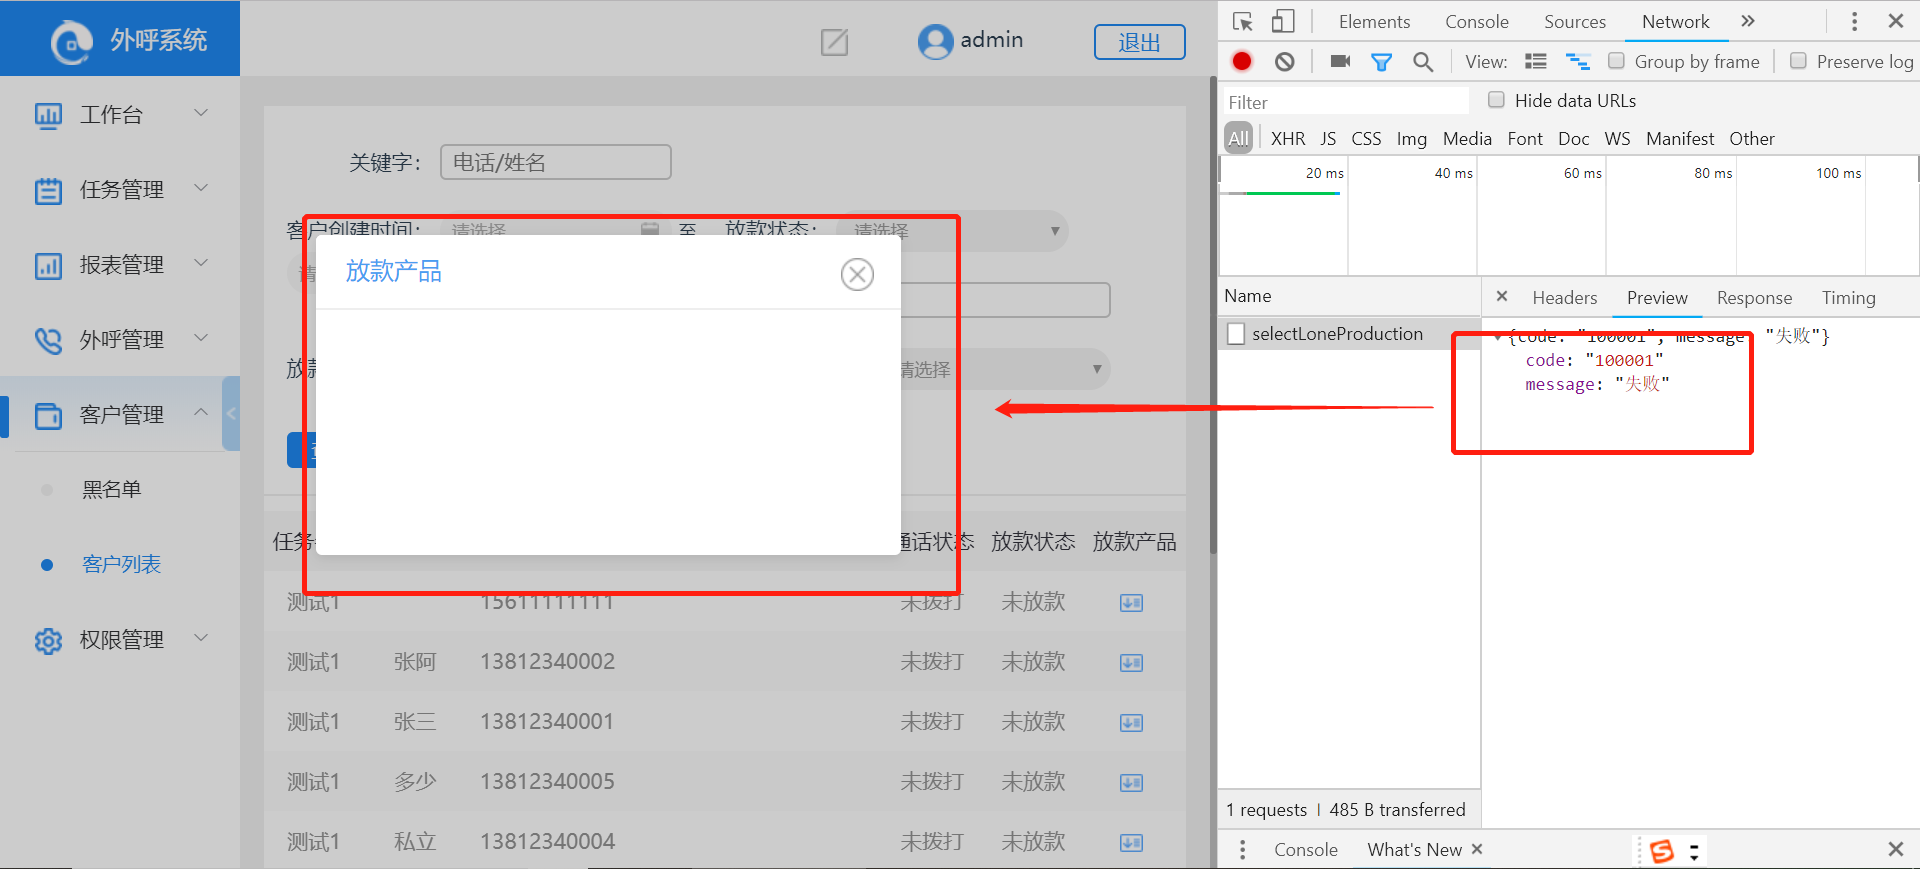 外呼系统
admin
退出
工作台
任务管理
报表管理
外呼管理
客户管理
黑名单
客户列表
权限管理
关键字：
电话/姓名
客户创建时间：
请选择
至
放款状态：
请选择
放款产品
请选择
通话状态
放款状态
放款产品
测试1
15611111111
未拨打
未放款
测试1
张阿
13812340002
未拨打
未放款
测试1
张三
13812340001
未拨打
未放款
测试1
多少
13812340005
未拨打
未放款
测试1
私立
13812340004
未拨打
未放款
Elements
Console
Sources
Network
View:
Group by frame
Preserve log
Filter
Hide data URLs
All
XHR
JS
CSS
Img
Media
Font
Doc
WS
Manifest
Other
20 ms
40 ms
60 ms
80 ms
100 ms
Name
Headers
Preview
Response
Timing
selectLoneProduction
{code: "100001", message: "失败"}
code: "100001"
message: "失败"
1 requests
485 B transferred
Console
What's New